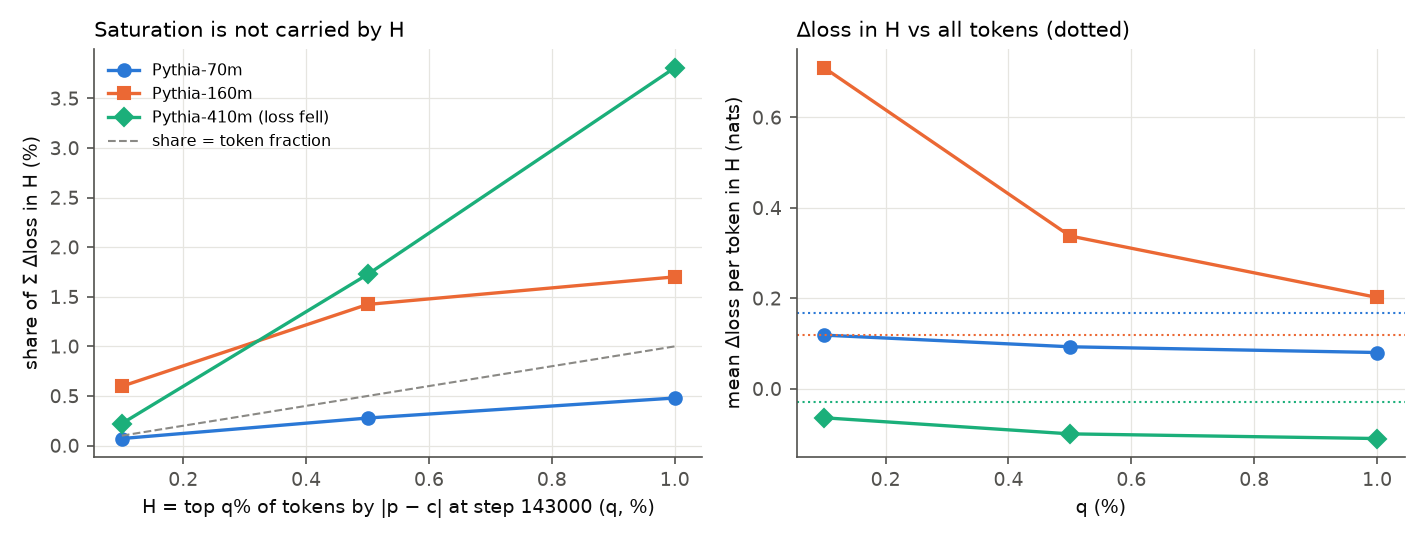 Saturation is not carried by H
Pythia-70m
Pythia-160m
Pythia-410m (loss fell)
share = token fraction
share of Σ Δloss in H (%)
3.5
3.0
2.5
2.0
1.5
1.0
0.5
0.0
0.2
0.4
0.6
0.8
1.0
H = top q% of tokens by |p − c| at step 143000 (q, %)
Δloss in H vs all tokens (dotted)
mean Δloss per token in H (nats)
0.6
0.4
0.2
0.0
0.2
0.4
0.6
0.8
1.0
q (%)